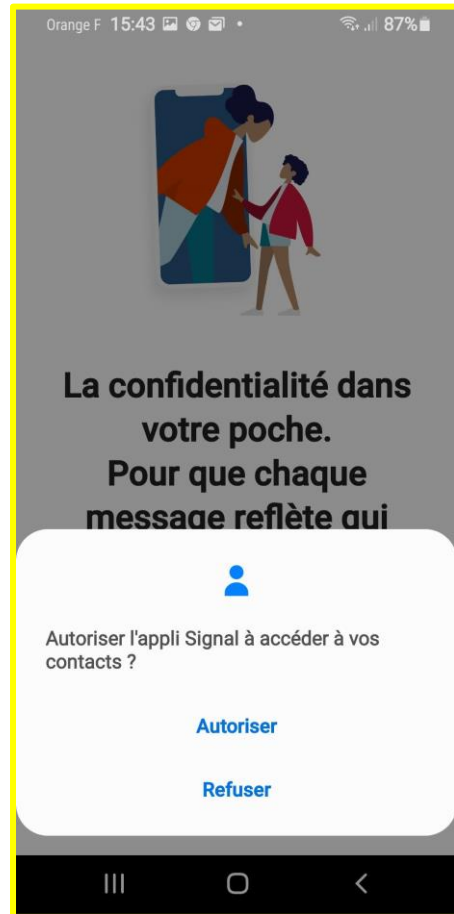 Orange F 15:43 87%
La confidentialité dans
votre poche.
Pour que chaque
message reflète qui
Autoriser l'appli Signal à accéder à vos
contacts ?
Autoriser
Refuser